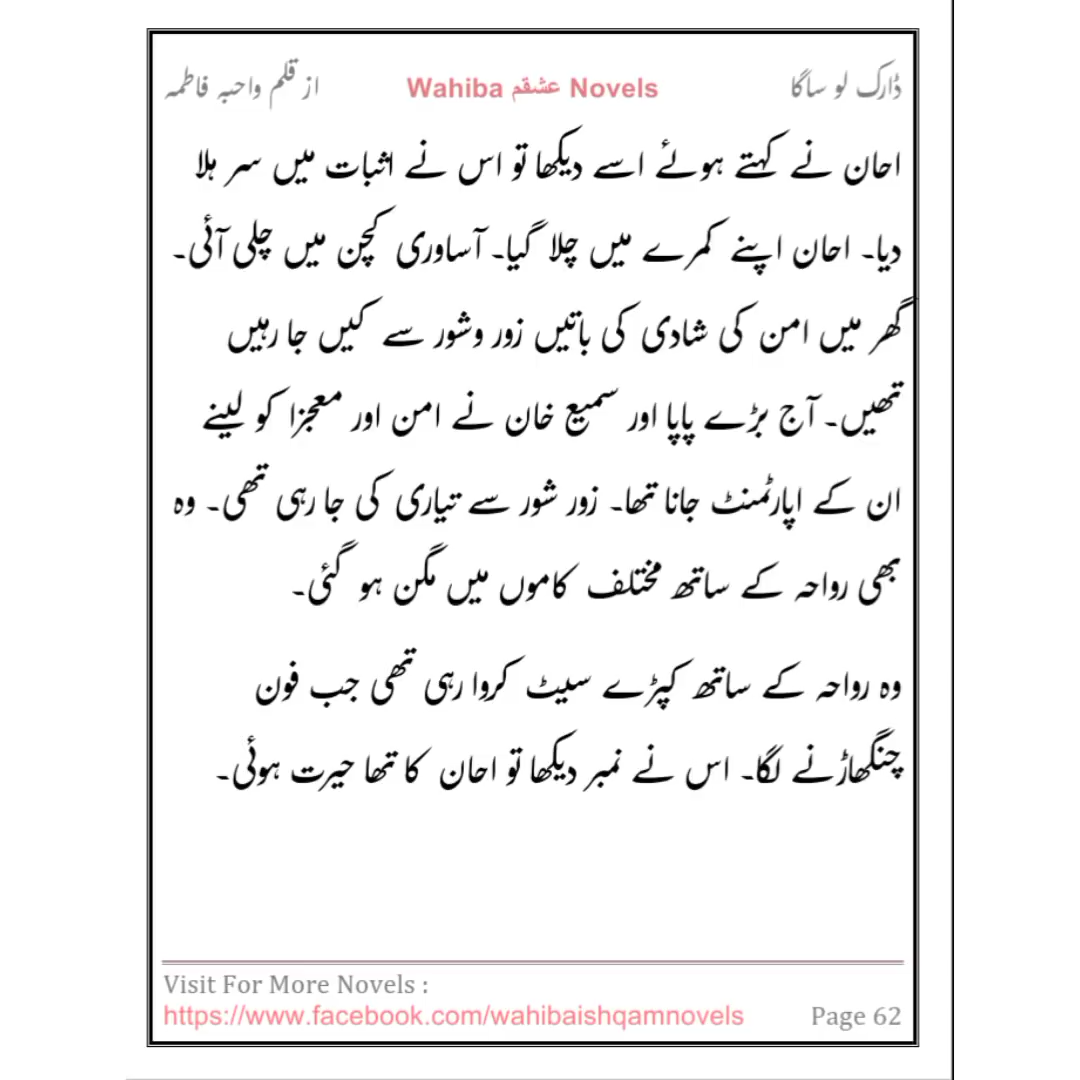 ڈارک لو ساگا Wahiba عشقم Novels از قلم واحبہ فاطمہ
احان نے کہتے ہوئے اسے دیکھا تو اس نے اثبات میں سر ہلا
دیا۔ احان اپنے کمرے میں چلا گیا۔ آساوری کچن میں چلی آئی۔
گھر میں امن کی شادی کی باتیں زور وشور سے کیں جا رہیں
تھیں۔ آج بڑے پاپا اور سمیع خان نے امن اور معجزا کو لینے
ان کے اپارٹمنٹ جانا تھا۔ زور شور سے تیاری کی جا رہی تھی۔ وہ
بھی رواحہ کے ساتھ مختلف کاموں میں مگن ہو گئی۔
وہ رواحہ کے ساتھ کپڑے سیٹ کروا رہی تھی جب فون
چنگھاڑنے لگا۔ اس نے نمبر دیکھا تو احان کا تھا حیرت ہوئی۔
Visit For More Novels :
https://www.facebook.com/wahibaishqamnovels Page 62